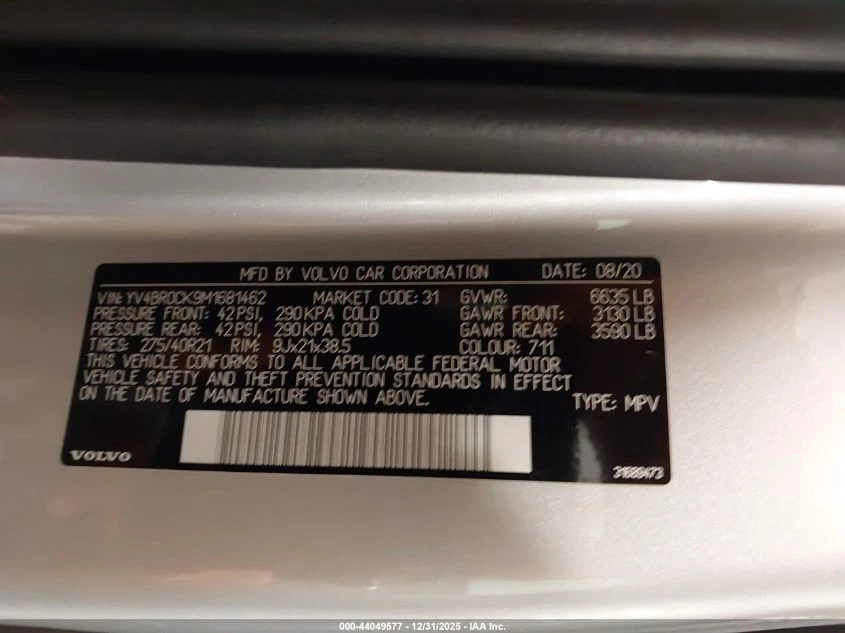 MFD BY VOLVO CAR CORPORATION DATE: 08/20
VIN: YV4BR0CK9M1681462 MARKET CODE: 31 GVWR: 6635 LB
PRESSURE FRONT: 42 PSI, 290 KPA COLD GAWR FRONT: 3130 LB
PRESSURE REAR: 42 PSI, 290 KPA COLD GAWR REAR: 3590 LB
TIRES: 275/40R21 RIM: 9Jx21x38.5 COLOUR: 711
THIS VEHICLE CONFORMS TO ALL APPLICABLE FEDERAL MOTOR
VEHICLE SAFETY AND THEFT PREVENTION STANDARDS IN EFFECT
ON THE DATE OF MANUFACTURE SHOWN ABOVE. TYPE: MPV
VOLVO 31689473
000-44049577 - 12/31/2025 - IAA Inc.